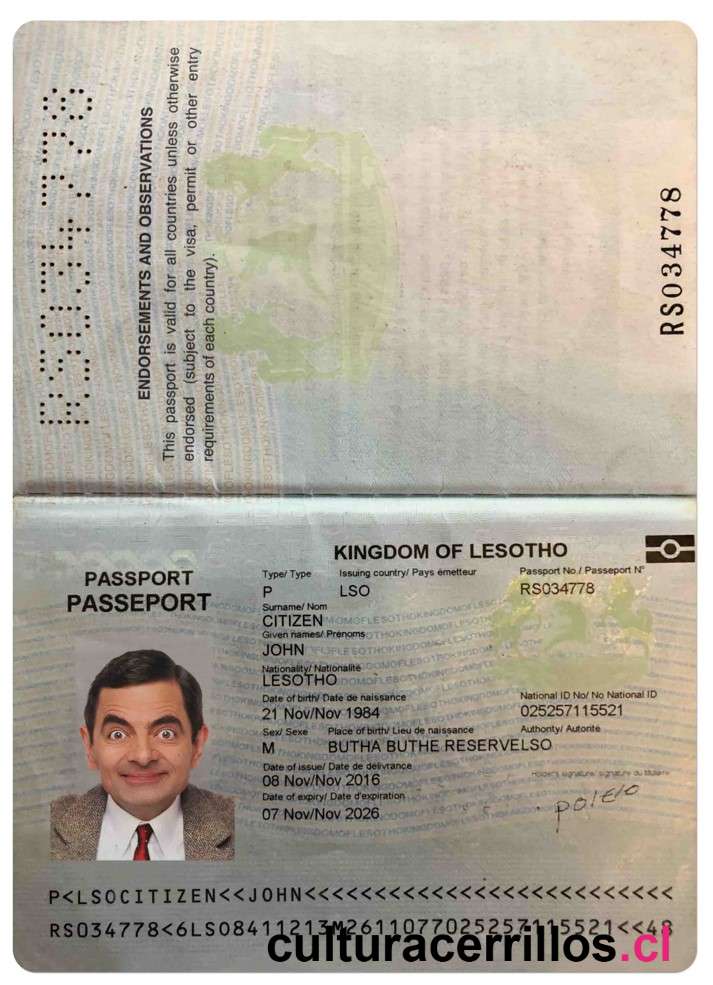 RS034778
ENDORSEMENTS AND OBSERVATIONS
This passport is valid for all countries unless otherwise
endorsed (subject to the visa, permit or other entry
requirements of each country).
RS034778
KINGDOM OF LESOTHO
PASSPORT
PASSEPORT
Type/ Type Issuing country/ Pays émetteur Passport No./ Passeport N°
P LSO RS034778
Surname/ Nom
CITIZEN
Given names/ Prénoms
JOHN
Nationality/ Nationalité
LESOTHO
Date of birth/ Date de naissance National ID No/ No National ID
21 Nov/Nov 1984 025257115521
Sex/ Sexe Place of birth/ Lieu de naissance Authority/ Autorité
M BUTHA BUTHE RESERVELSO
Date of issue/ Date de délivrance
08 Nov/Nov 2016
Holder's signature/ signature du titulaire
Date of expiry/ Date d'expiration
07 Nov/Nov 2026
P<LSOCITIZEN<<JOHN<<<<<<<<<<<<<<<<<<<<<<<<<<
RS034778<6LSO8411213M2611077025257115521<<48
culturacerrillos.cl